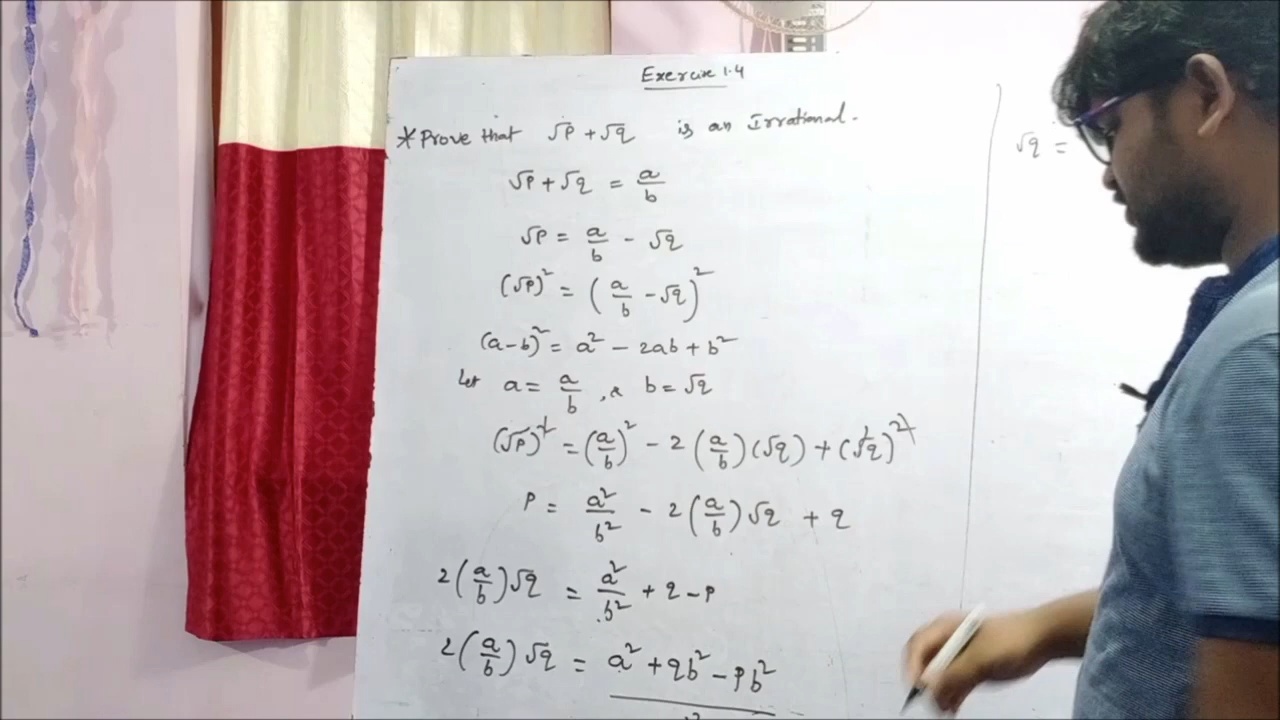 Exercise 1.4
* Prove that √p + √q is an Irrational.
√p + √q = a/b
√p = a/b - √q
(√p)² = (a/b - √q)²
(a-b)² = a² - 2ab + b²
Let a = a/b , & b = √q
(√p)² = (a/b)² - 2(a/b)(√q) + (√q)²
P = a²/b² - 2(a/b)√q + q
2(a/b)√q = a²/b² + q - p
2(a/b)√q = a² + qb² - pb²
√q =